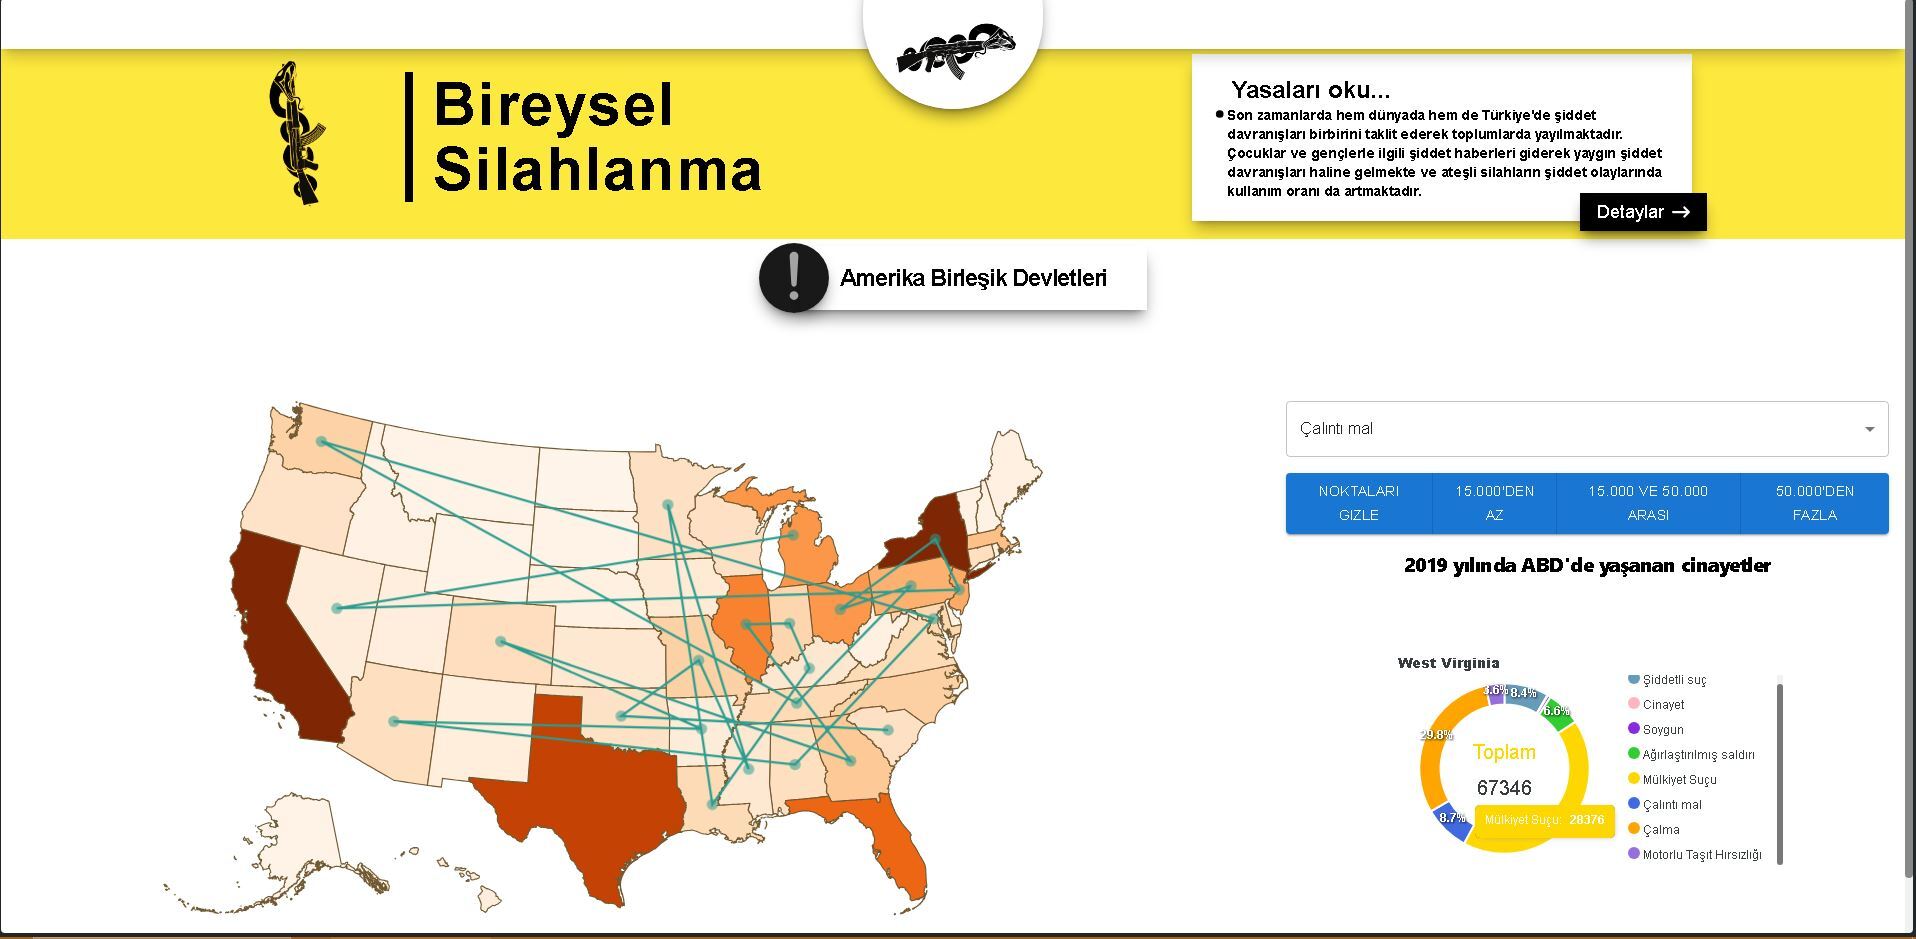 Bireysel
Silahlanma
Yasaları oku...
Son zamanlarda hem dünyada hem de Türkiye'de şiddet
davranışları birbirini taklit ederek toplumlarda yayılmaktadır.
Çocuklar ve gençlerle ilgili şiddet haberleri giderek yaygın şiddet
davranışları haline gelmekte ve ateşli silahların şiddet olaylarında
kullanım oranı da artmaktadır.
Detaylar →
Amerika Birleşik Devletleri
Çalıntı mal
NOKTALARI
GIZLE
15.000'DEN
AZ
15.000 VE 50.000
ARASI
50.000'DEN
FAZLA
2019 yılında ABD'de yaşanan cinayetler
West Virginia
3.6%
8.4%
6.6%
29.8%
8.7%
Toplam
67346
Mülkiyet Suçu: 28376
Şiddetli suç
Cinayet
Soygun
Ağırlaştırılmış saldırı
Mülkiyet Suçu
Çalıntı mal
Çalma
Motorlu Taşıt Hırsızlığı